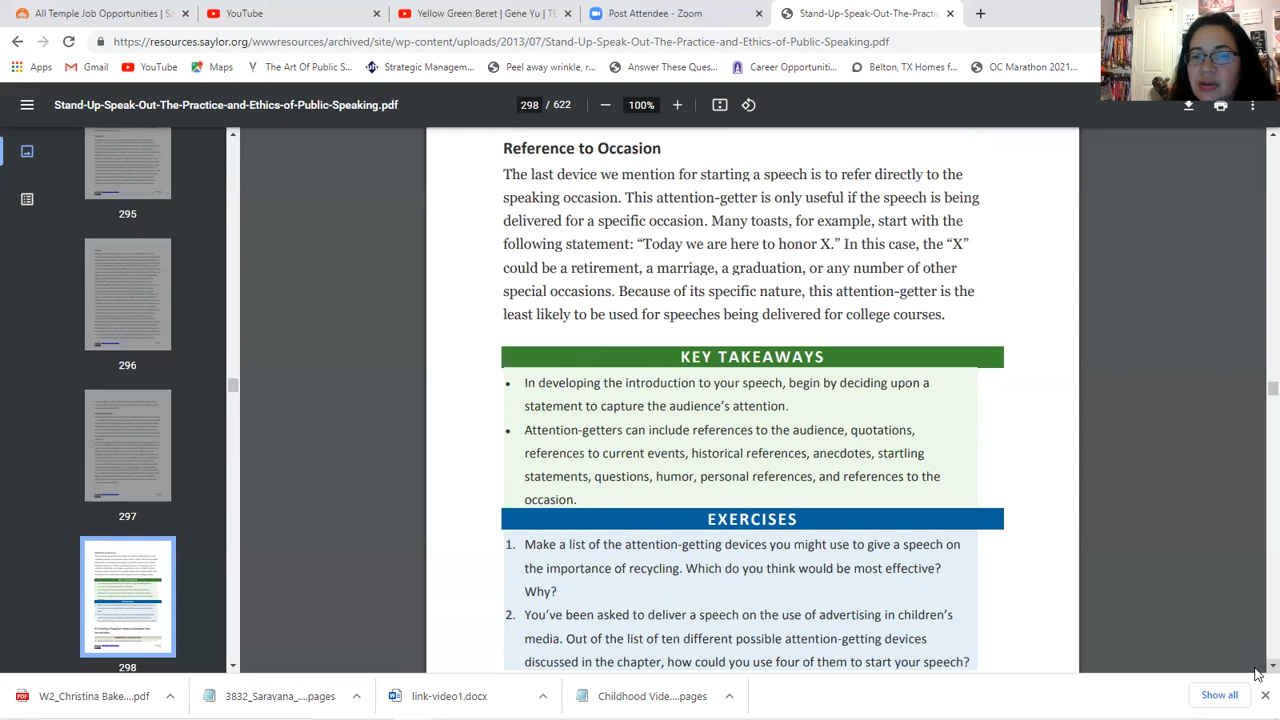 All Temple Job Opportunities | So
YouTube
Yellow Green Beret | Gene Yu | TE
Post Attendee - Zoom
Stand-Up-Speak-Out-The-Practic
https://resources.saylor.org/wwwresources/archived/site/wp-content/uploads/2013/07/Stand-Up-Speak-Out-The-Practice-and-Ethics-of-Public-Speaking.pdf
Apps
Gmail
YouTube
Maps
The Art Of Public S...
Strategic Managem...
Caraway wrinkle, r...
Answer These Ques...
Career Opportuniti...
Belton, TX Homes f...
OC Marathon 2021...
Stand-Up-Speak-Out-The-Practice-and-Ethics-of-Public-Speaking.pdf
298 / 622
100%
295
296
297
298
Reference to Occasion
The last device we mention for starting a speech is to refer directly to the
speaking occasion. This attention-getter is only useful if the speech is being
delivered for a specific occasion. Many toasts, for example, start with the
following statement: “Today we are here to honor X.” In this case, the “X”
could be a retirement, a marriage, a graduation, or any number of other
special occasions. Because of its specific nature, this attention-getter is the
least likely to be used for speeches being delivered for college courses.
KEY TAKEAWAYS
• In developing the introduction to your speech, begin by deciding upon a
statement to capture the audience’s attention.
• Attention-getters can include references to the audience, quotations,
references to current events, historical references, anecdotes, startling
statements, questions, humor, personal references, and references to the
occasion.
EXERCISES
1. Make a list of the attention-getting devices you might use to give a speech on
the importance of recycling. Which do you think would be most effective?
Why?
2. You’ve been asked to deliver a speech on the use of advertising in children’s
media. Out of the list of ten different possible attention-getting devices
discussed in the chapter, how could you use four of them to start your speech?
W2_Christina Bake....pdf
3832_Saravana_....pages
link-video1.docx
Childhood Vide....pages
Show all